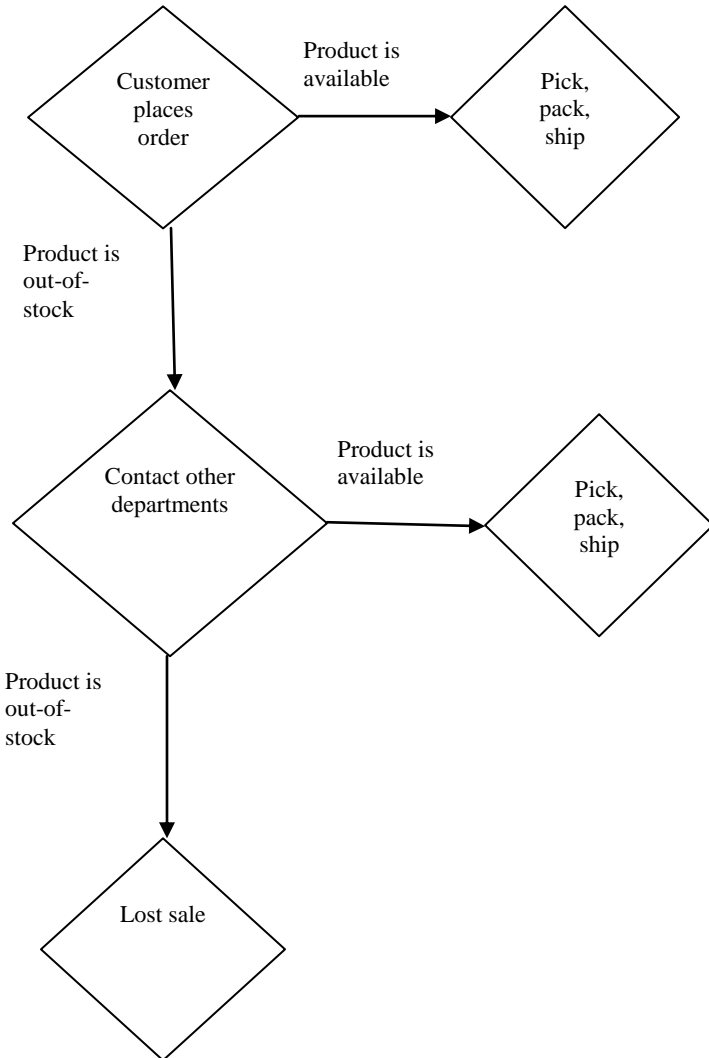 Customer
places
order
Product is
available
Pick,
pack,
ship
Product is
out-of-
stock
Contact other
departments
Product is
available
Pick,
pack,
ship
Product is
out-of-
stock
Lost sale